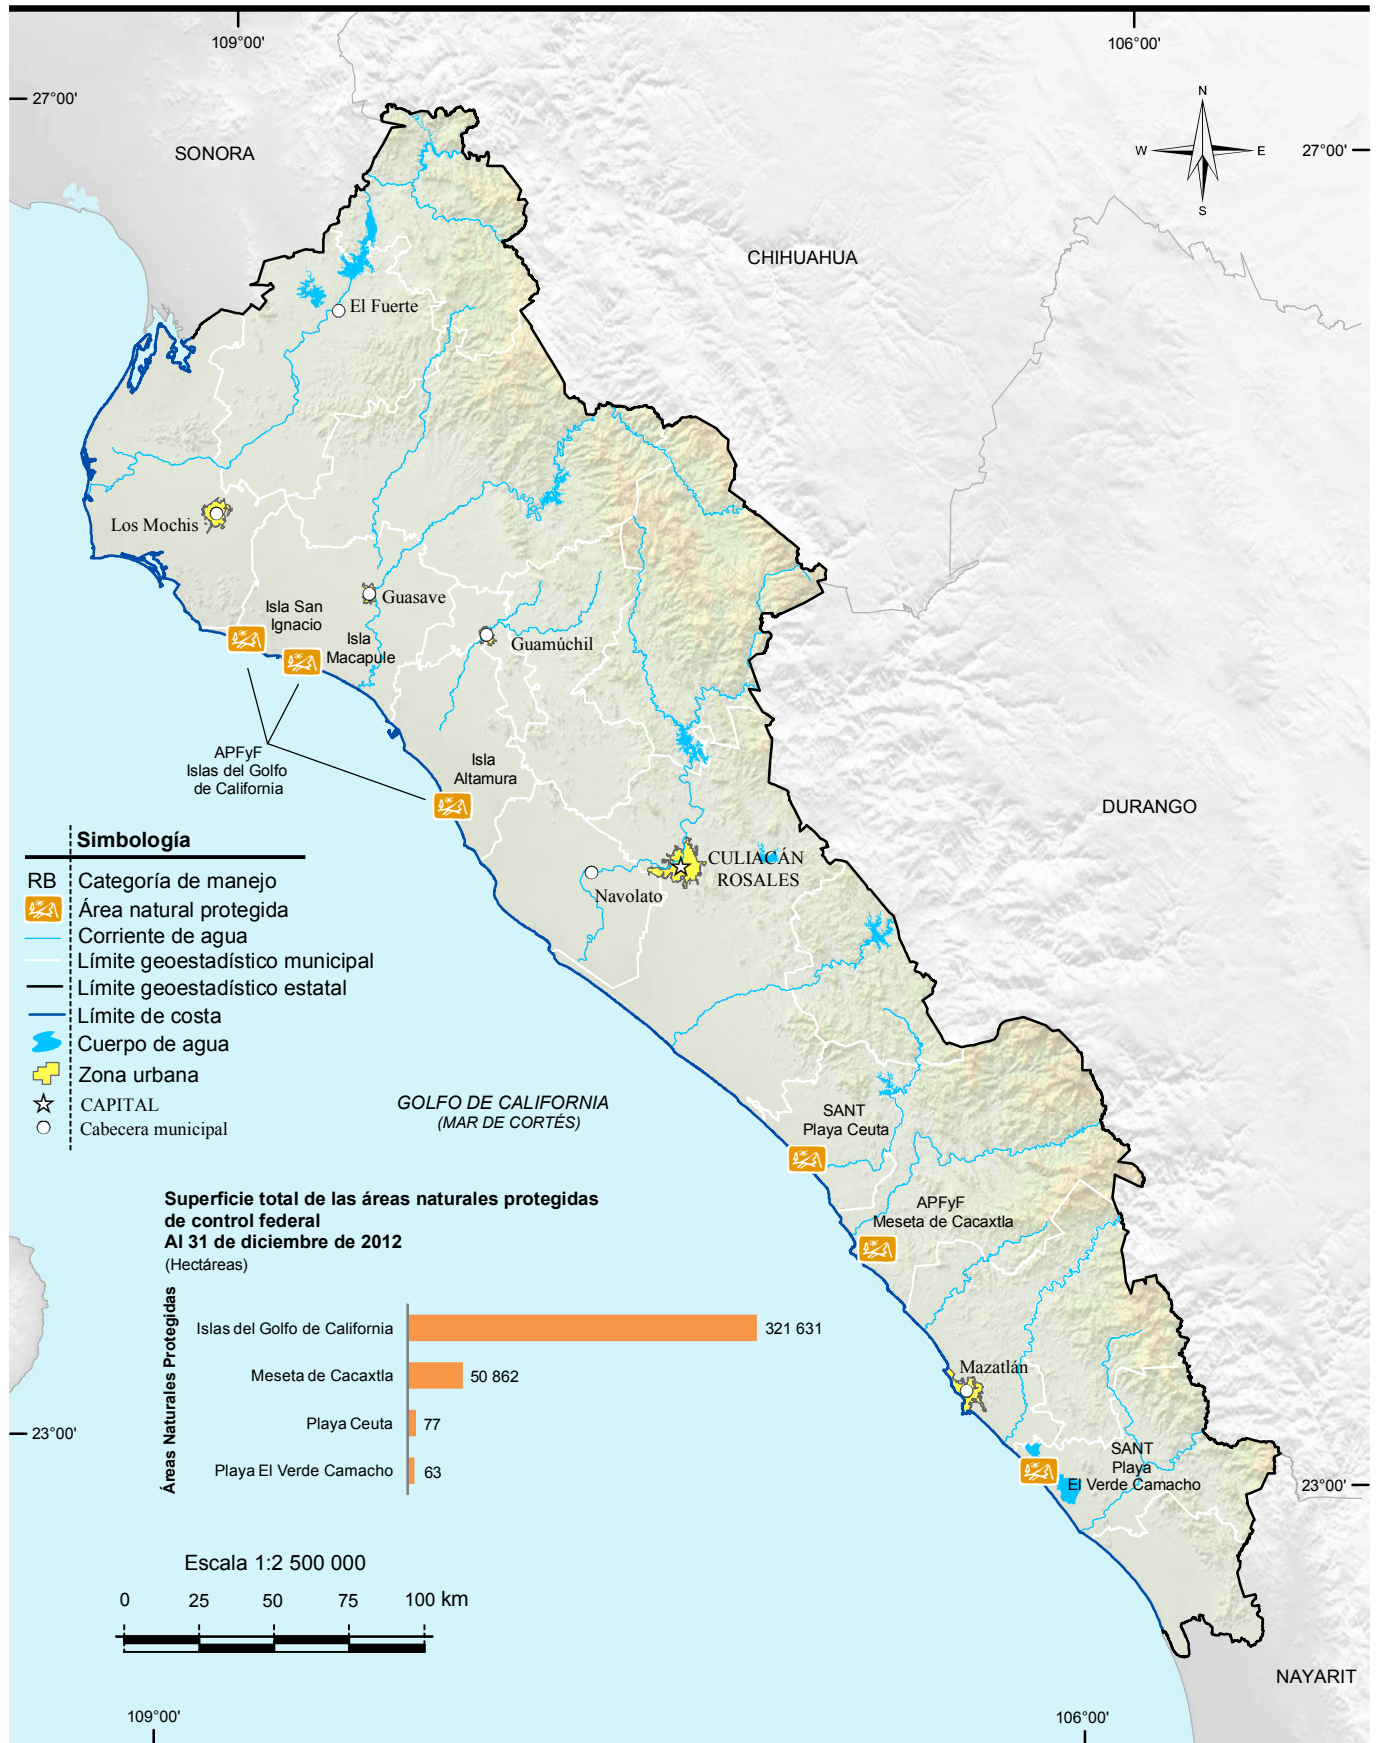 109°00'
106°00'
27°00'
N
W
E
S
27°00'
SONORA
CHIHUAHUA
El Fuerte
Los Mochis
Guasave
Isla San
Ignacio
Isla
Macapule
Guamúchil
APFyF
Islas del Golfo
de California
Isla
Altamura
DURANGO
CULIACÁN
ROSALES
Navolato
Simbología
RB Categoría de manejo
Área natural protegida
Corriente de agua
Límite geoestadístico municipal
Límite geoestadístico estatal
Límite de costa
Cuerpo de agua
Zona urbana
CAPITAL
Cabecera municipal
GOLFO DE CALIFORNIA
(MAR DE CORTÉS)
SANT
Playa Ceuta
APFyF
Meseta de Cacaxtla
Mazatlán
SANT
Playa
El Verde Camacho
Superficie total de las áreas naturales protegidas
de control federal
Al 31 de diciembre de 2012
(Hectáreas)
Áreas Naturales Protegidas
Islas del Golfo de California 321 631
Meseta de Cacaxtla 50 862
Playa Ceuta 77
Playa El Verde Camacho 63
23°00'
23°00'
Escala 1:2 500 000
0 25 50 75 100 km
NAYARIT
109°00'
106°00'